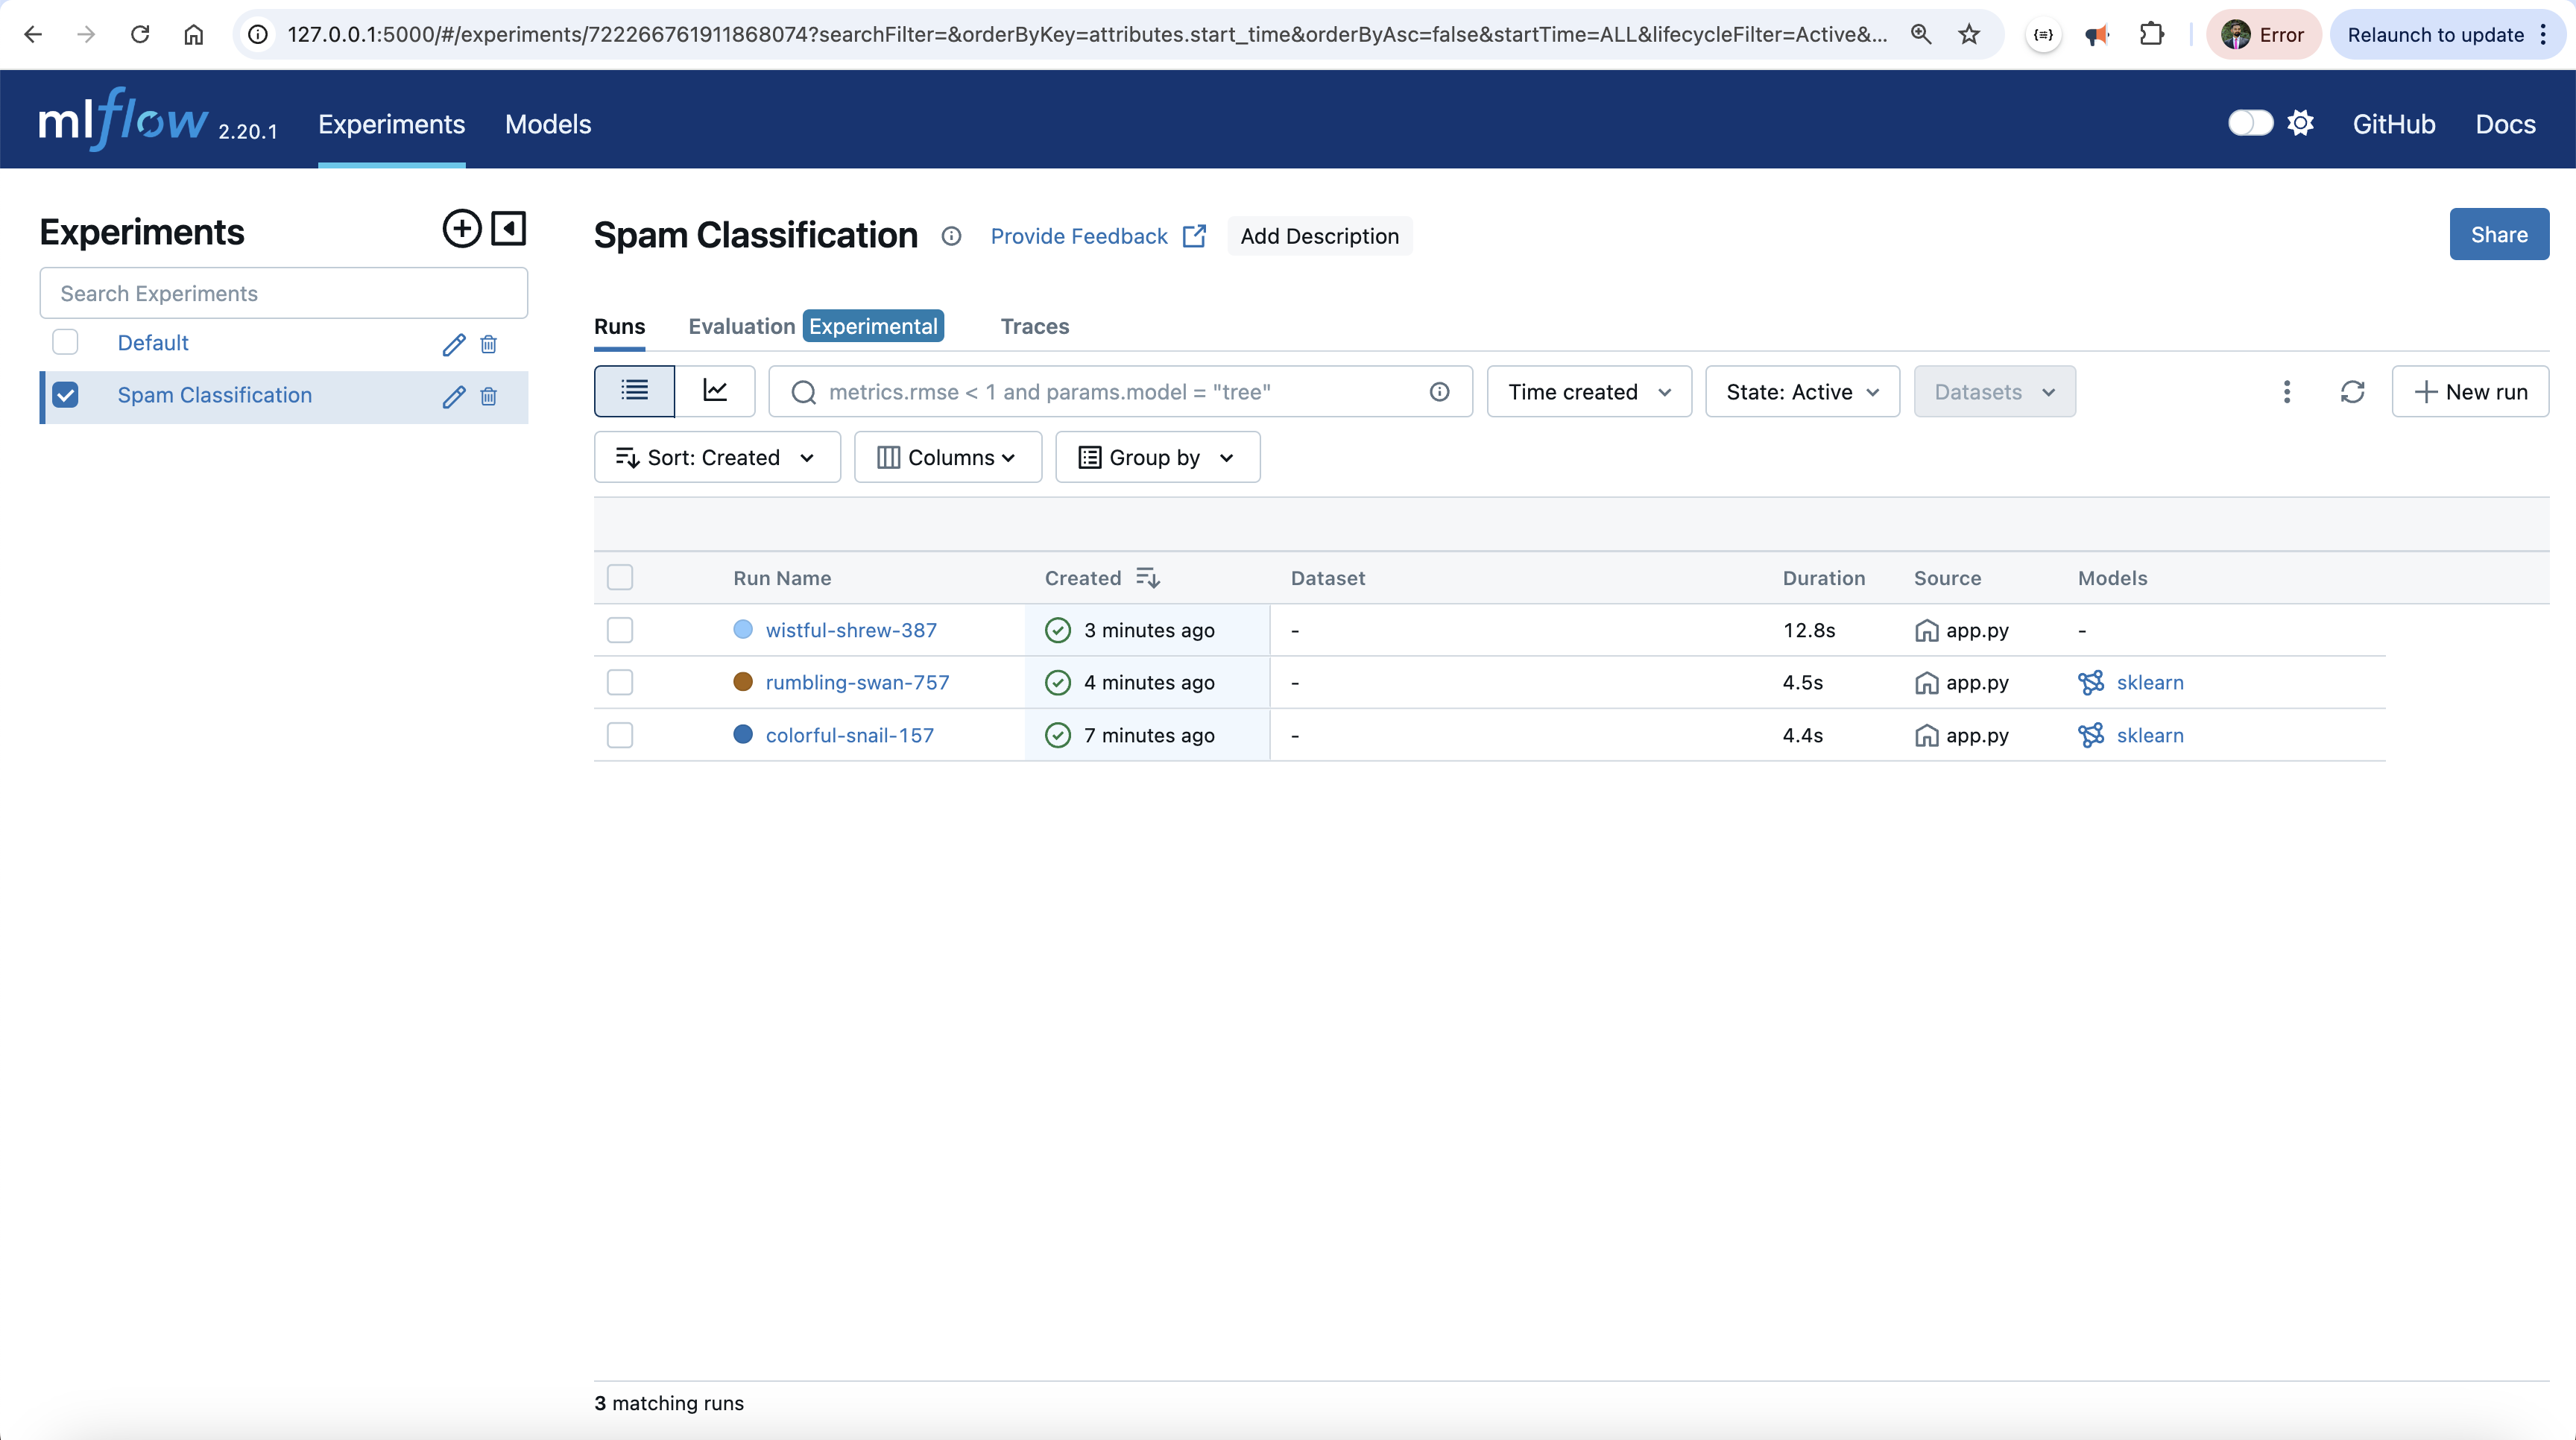 127.0.0.1:5000/#/experiments/722266761911868074?searchFilter=&orderByKey=attributes.start_time&orderByAsc=false&startTime=ALL&lifecycleFilter=Active&...
Error
Relaunch to update
mlflow 2.20.1
Experiments
Models
GitHub
Docs
Experiments
Search Experiments
Default
Spam Classification
Spam Classification
Provide Feedback
Add Description
Share
Runs
Evaluation Experimental
Traces
metrics.rmse < 1 and params.model = "tree"
Time created
State: Active
Datasets
New run
Sort: Created
Columns
Group by
Run Name Created Dataset Duration Source Models
wistful-shrew-387 3 minutes ago - 12.8s app.py -
rumbling-swan-757 4 minutes ago - 4.5s app.py sklearn
colorful-snail-157 7 minutes ago - 4.4s app.py sklearn
3 matching runs